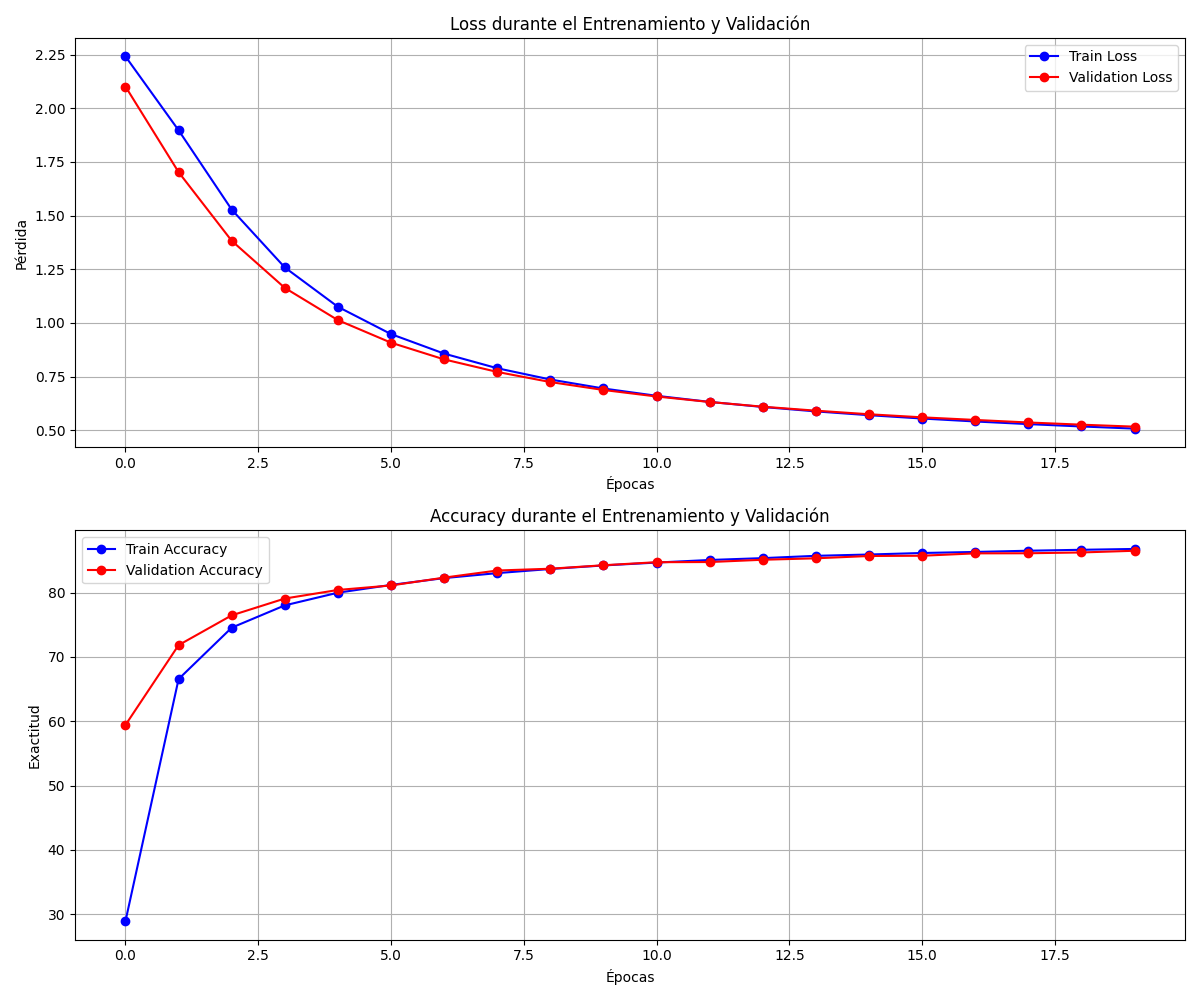 Loss durante el Entrenamiento y Validación
Train Loss
Validation Loss
Pérdida
2.25
2.00
1.75
1.50
1.25
1.00
0.75
0.50
0.0 2.5 5.0 7.5 10.0 12.5 15.0 17.5
Épocas
Accuracy durante el Entrenamiento y Validación
Train Accuracy
Validation Accuracy
Exactitud
80
70
60
50
40
30
0.0 2.5 5.0 7.5 10.0 12.5 15.0 17.5
Épocas